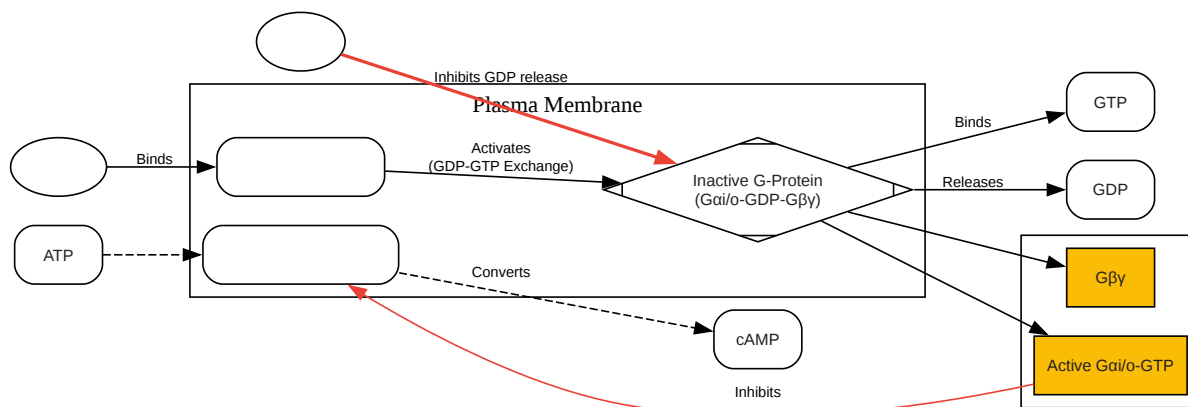 Inhibits GDP release
Plasma Membrane
GTP
Binds
Activates
(GDP-GTP Exchange)
Binds
Inactive G-Protein
(Gαi/o-GDP-Gβγ)
Releases
GDP
ATP
Converts
Gβγ
cAMP
Active Gαi/o-GTP
Inhibits